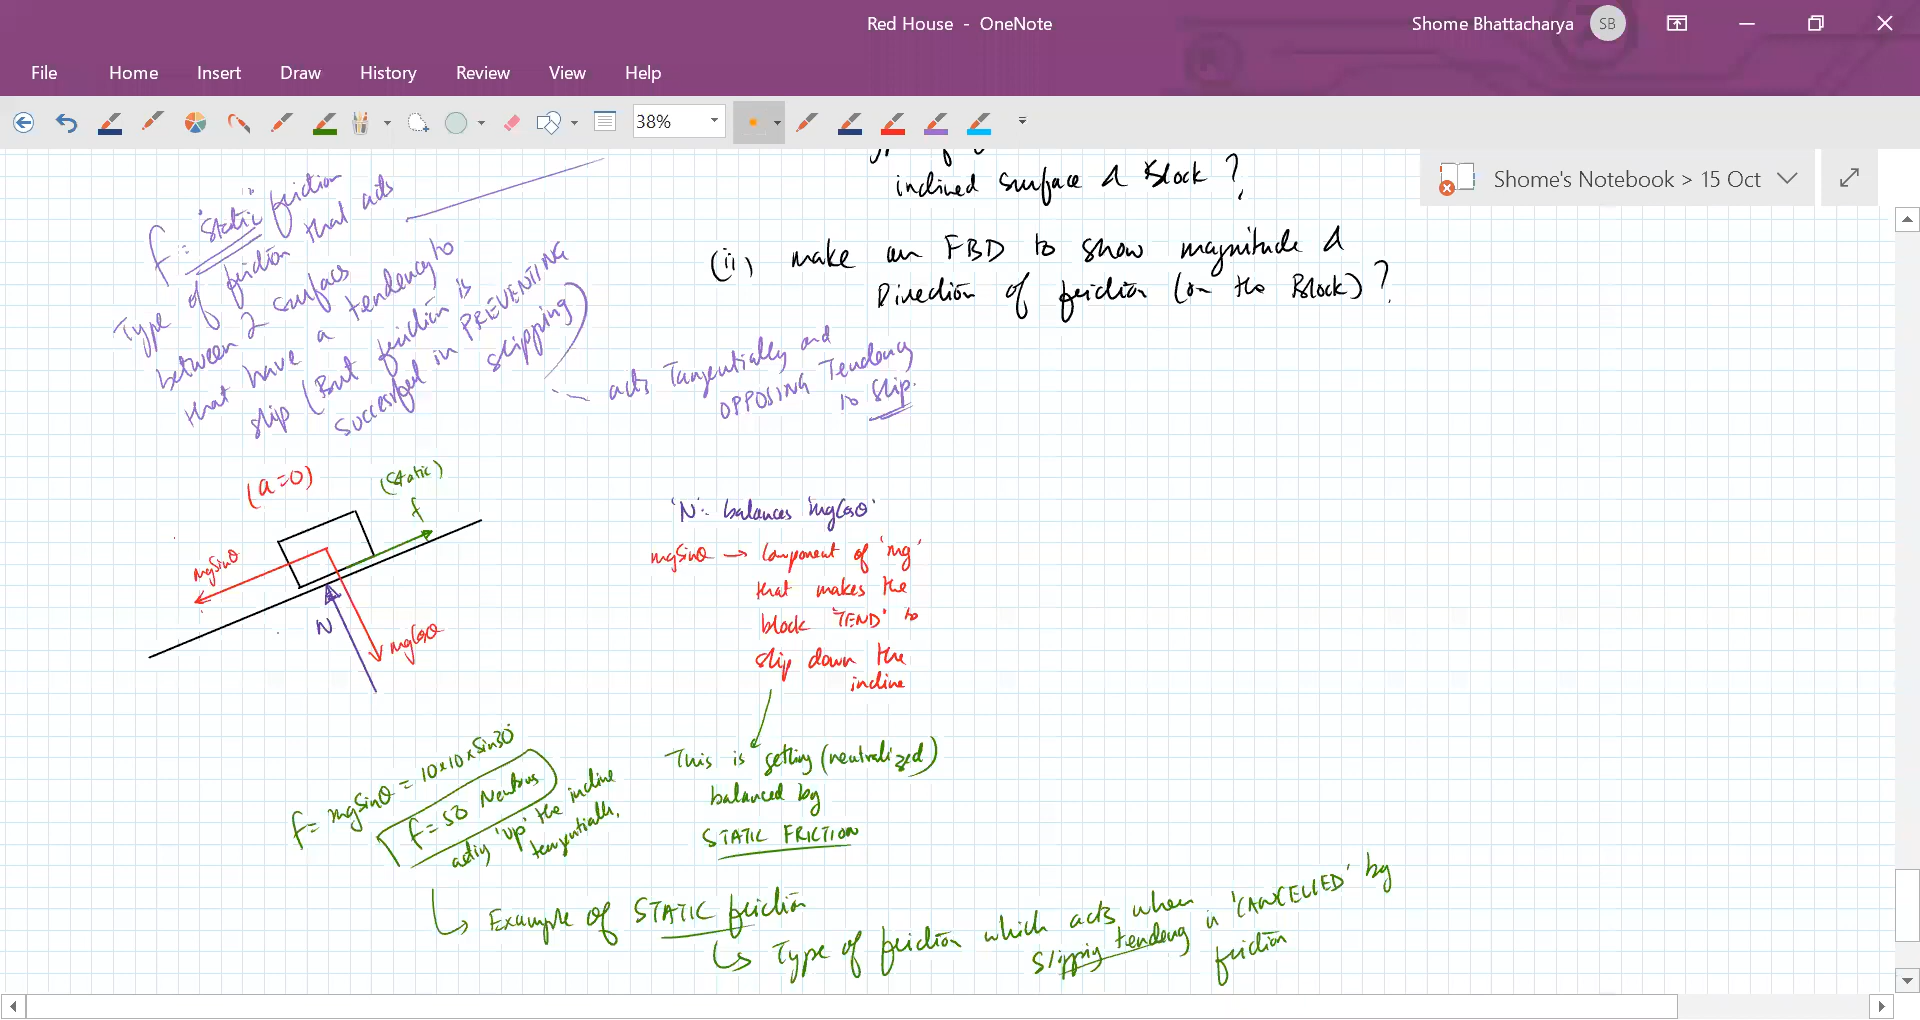 Red House - OneNote
Shome Bhattacharya SB
File Home Insert Draw History Review View Help
38%
Shome's Notebook > 15 Oct
inclined surface & Block ?
(ii) make an FBD to show magnitude &
Direction of friction (on the Block) ?
f = "static" friction
Type of friction that acts
between 2 surfaces
that have a tendency to
slip (But friction is
successful in PREVENTING
slipping)
acts Tangentially and
OPPOSING Tendency
to slip.
(a=0)
(static)
f
mgsinθ
N
mgcosθ
'N': balances 'mgcosθ'
mgsinθ → Component of 'mg'
that makes the
block 'TEND' to
slip down the
incline
This is getting (neutralized)
balanced by
STATIC FRICTION
f = mgsinθ = 10×10×sin30°
f = 50 Newtons
acting 'up' the incline
tangentially.
Example of STATIC friction
Type of friction which acts when
slipping tendency is 'CANCELLED' by
friction